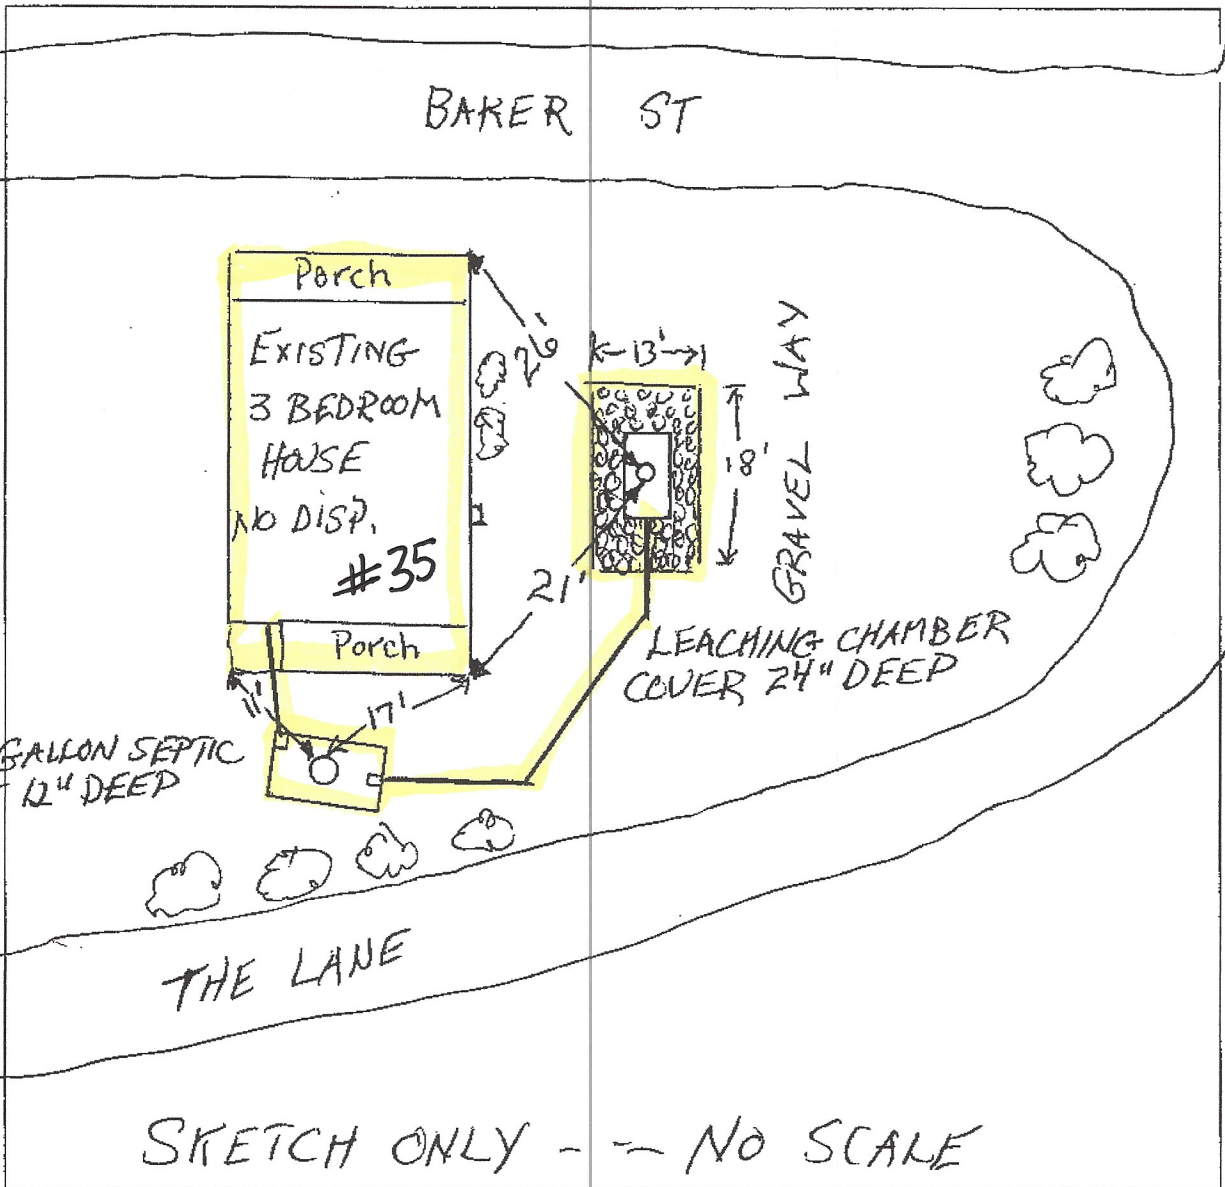 BAKER ST
Porch
EXISTING
3 BEDROOM
HOUSE
NO DISP.
#35
Porch
26'
13'
18'
21'
GRAVEL WAY
LEACHING CHAMBER
COVER 24" DEEP
11'
17'
GALLON SEPTIC
12" DEEP
THE LANE
SKETCH ONLY -- NO SCALE